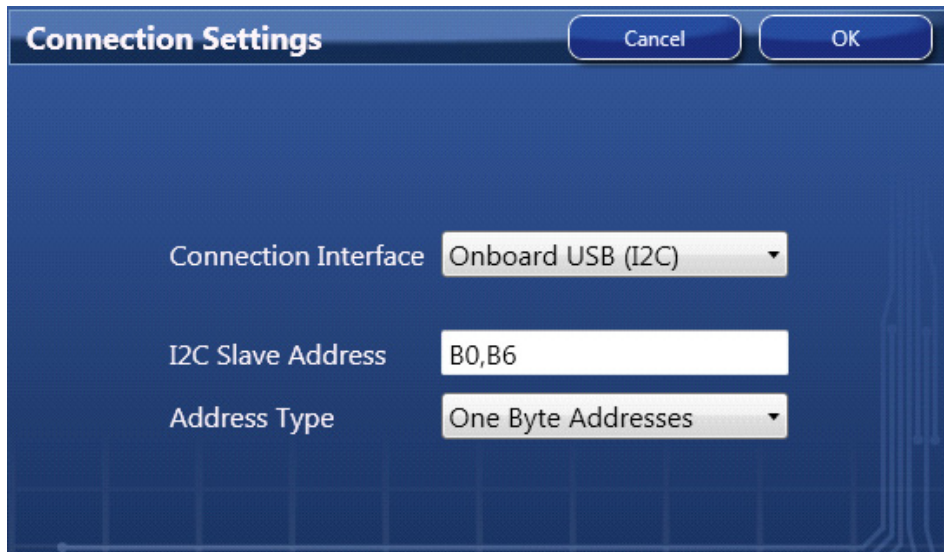 Connection Settings
Cancel
OK
Connection Interface
Onboard USB (I2C)
I2C Slave Address
B0,B6
Address Type
One Byte Addresses